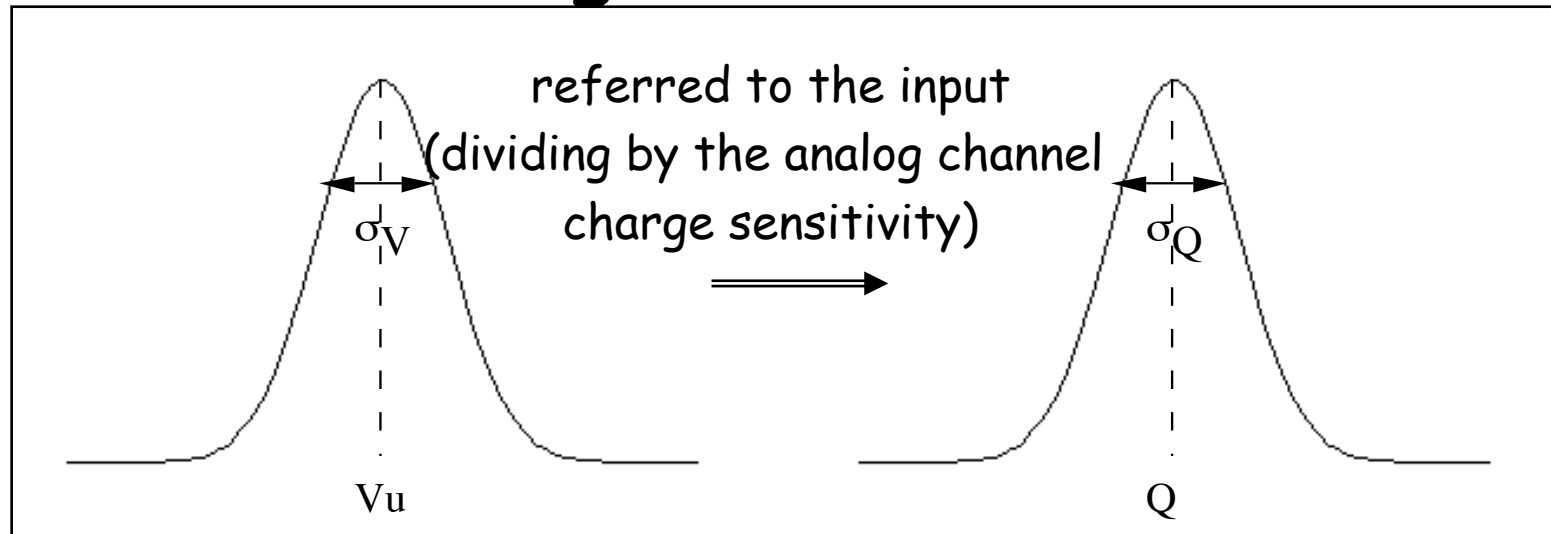 referred to the input
(dividing by the analog channel
charge sensitivity)
σV
σQ
Vu
Q